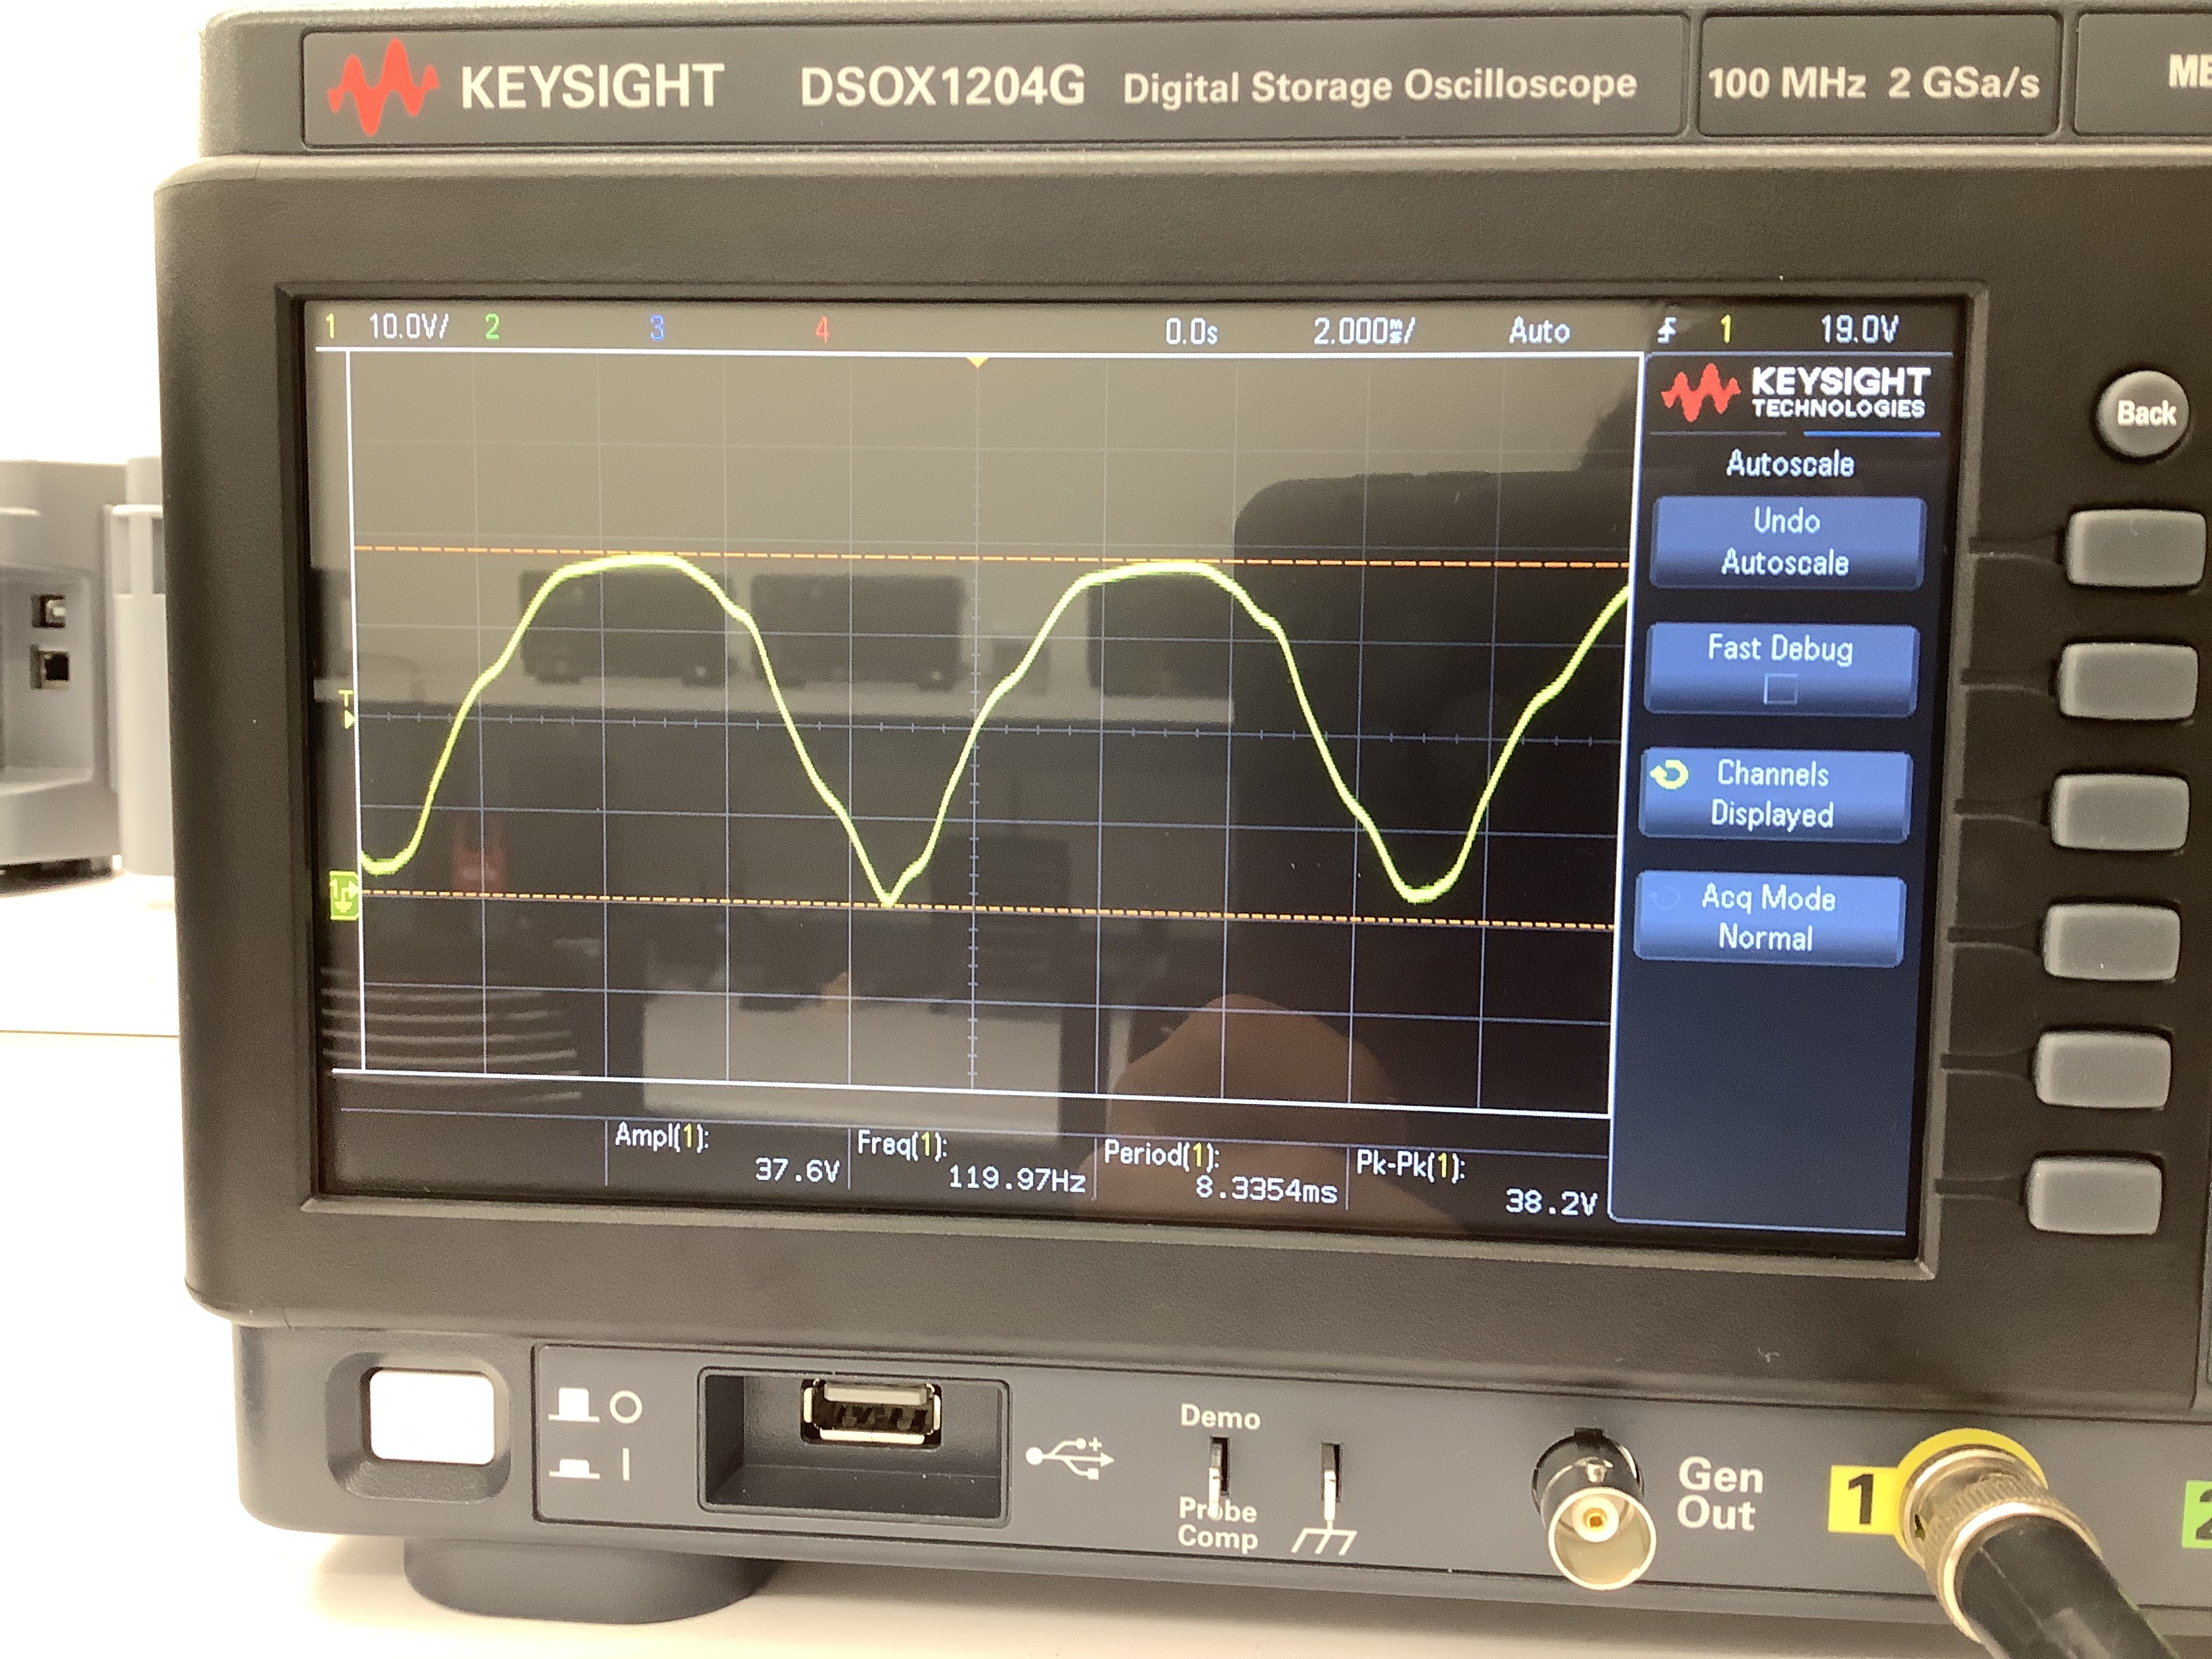 KEYSIGHT DSOX1204G Digital Storage Oscilloscope 100 MHz 2 GSa/s
1 10.0V/ 2 3 4 0.0s 2.000ms/ Auto 1 19.0V
KEYSIGHT
TECHNOLOGIES
Back
Autoscale
Undo
Autoscale
Fast Debug
T
Channels
Displayed
1
Acq Mode
Normal
Ampl(1): Freq(1): Period(1): Pk-Pk(1):
37.6V 119.97Hz 8.3354ms 38.2V
Demo
Probe
Comp
Gen
Out
1
2